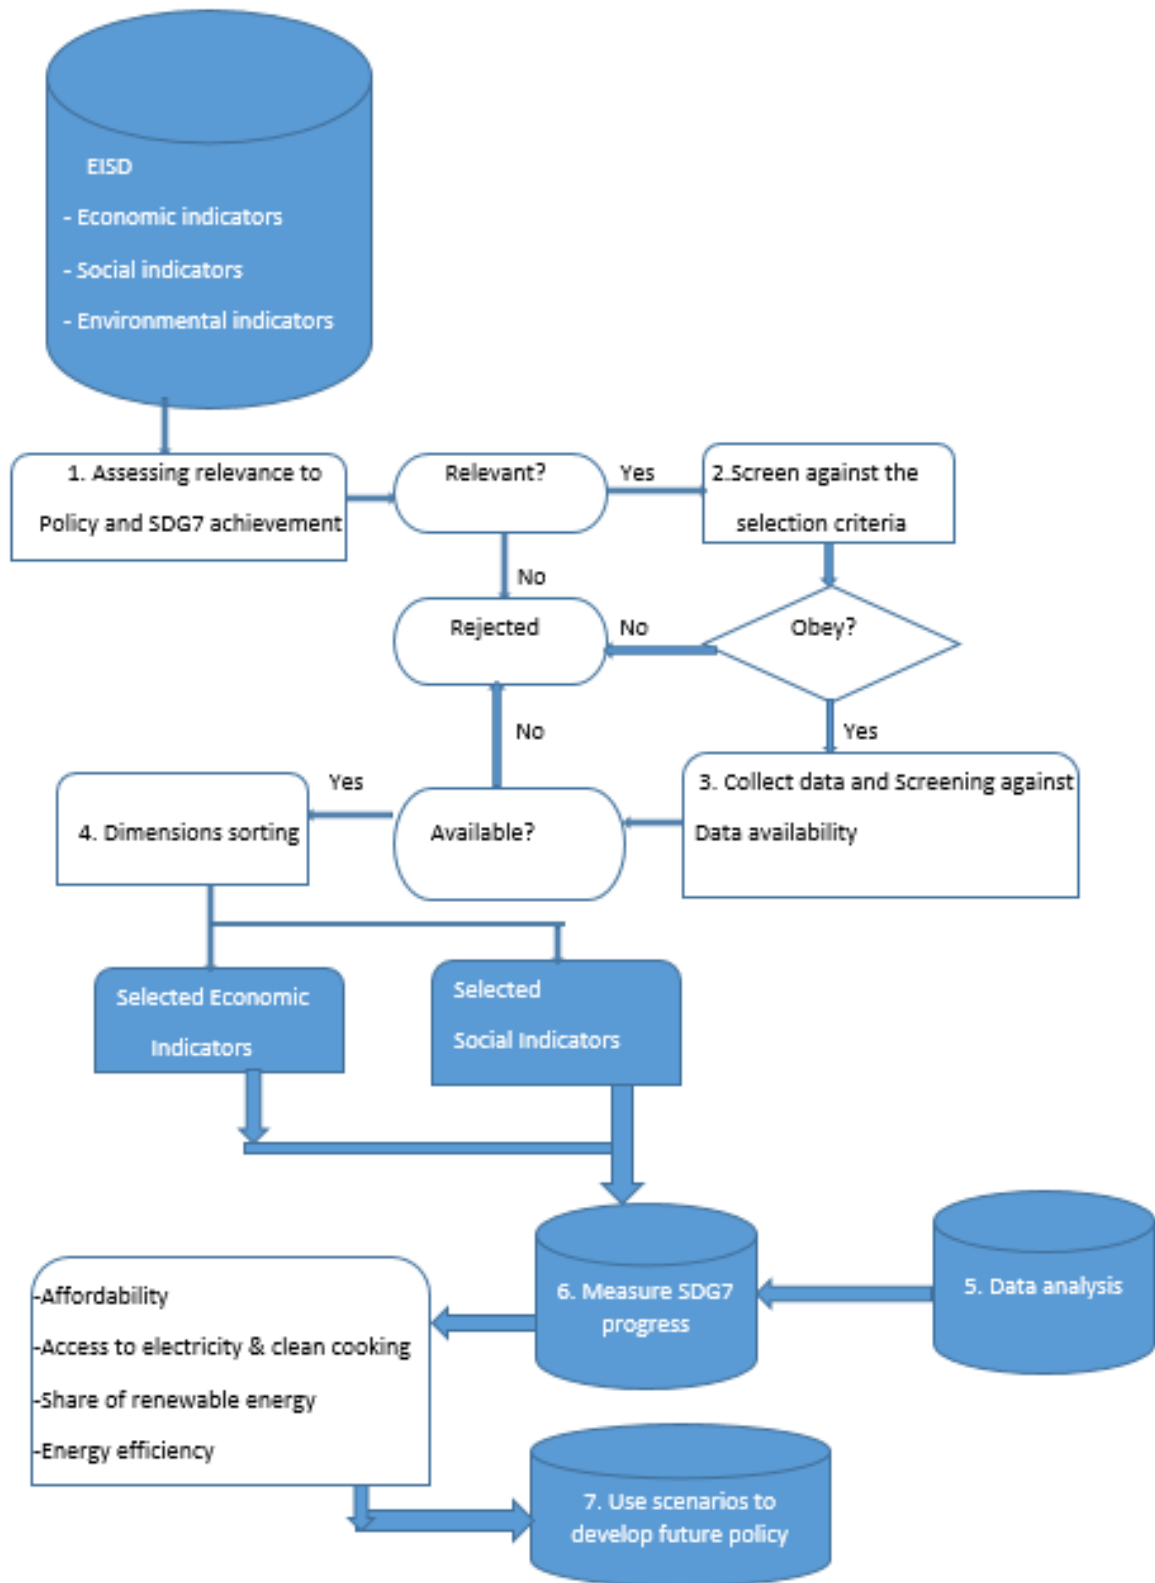 EISD
- Economic indicators
- Social indicators
- Environmental indicators
1. Assessing relevance to
Policy and SDG7 achievement
Relevant?
Yes
2.Screen against the
selection criteria
No
Rejected
No
Obey?
No
Yes
Yes
4. Dimensions sorting
Available?
3. Collect data and Screening against
Data availability
Selected Economic
Indicators
Selected
Social Indicators
6. Measure SDG7
progress
5. Data analysis
-Affordability
-Access to electricity & clean cooking
-Share of renewable energy
-Energy efficiency
7. Use scenarios to
develop future policy